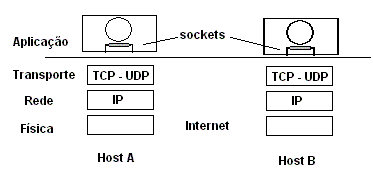 Aplicação sockets
Transporte TCP - UDP TCP - UDP
Rede IP IP
Física Internet
Host A Host B